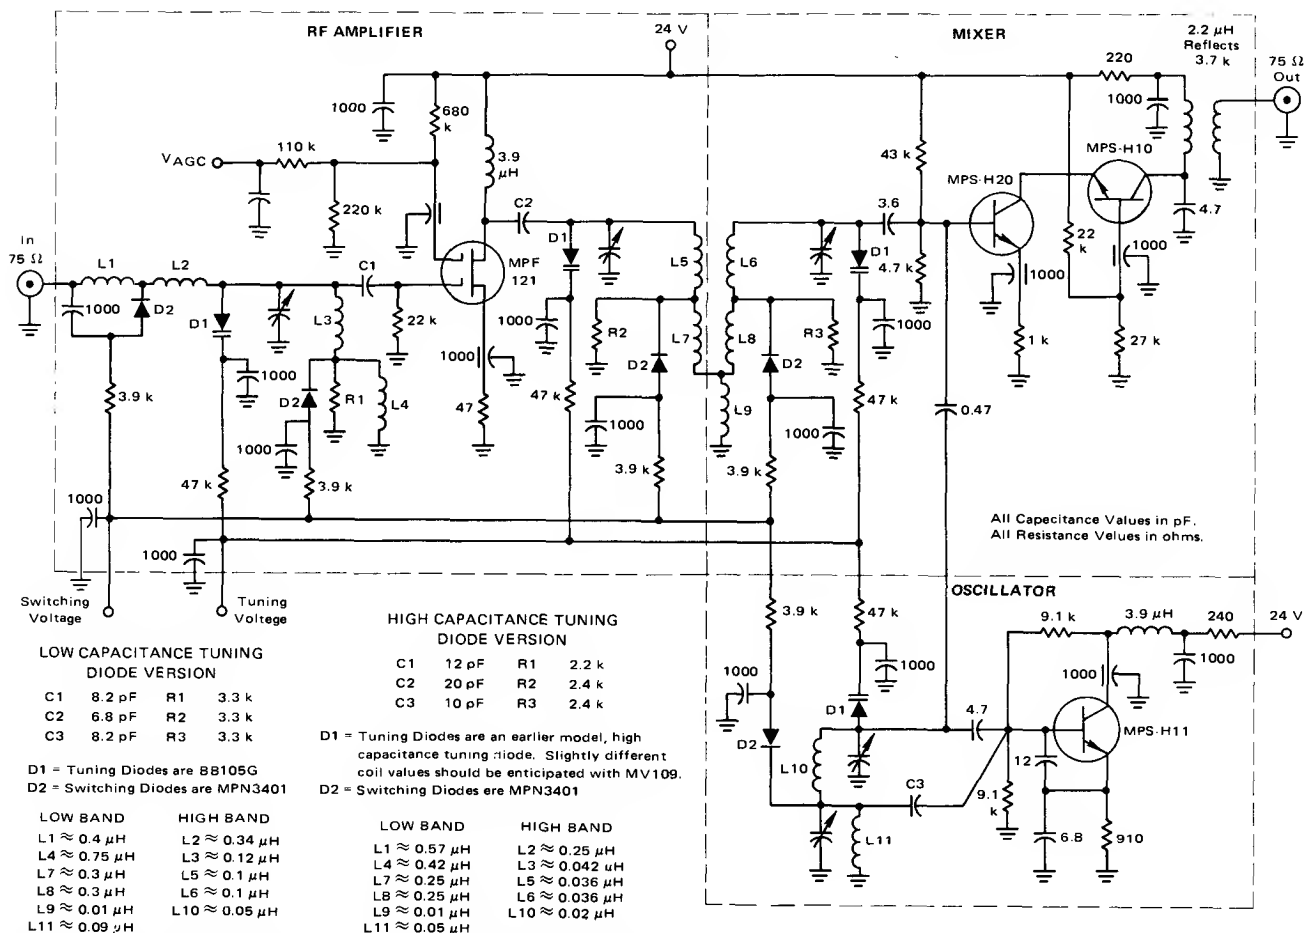 RF AMPLIFIER
24 V
MIXER
2.2 μH
Reflects
3.7 k
75 Ω
Out
220
1000
1000
680
k
110 k
VAGC
3.9
μH
43 k
MPS-H20
MPS-H10
220 k
C2
3.6
4.7
In
75 Ω
L1
L2
C1
MPF
121
D1
L5
L6
D1
22
k
1000
1000
D2
D1
L3
22 k
1000
R2
L7
L8
R3
4.7 k
1000
1000
1 k
27 k
1000
D2
R1
L4
1000
47
47 k
D2
D2
L9
47 k
0.47
3.9 k
1000
1000
1000
47 k
3.9 k
3.9 k
3.9 k
1000
1000
All Capecitance Values in pF.
All Resistance Values in ohms.
Switching
Voltage
Tuning
Voltege
OSCILLATOR
3.9 k
47 k
9.1 k
3.9 μH
240
24 V
1000
1000
1000
1000
D1
D2
4.7
MPS-H11
L10
12
C3
9.1
k
L11
6.8
910
LOW CAPACITANCE TUNING
DIODE VERSION
C1 8.2 pF R1 3.3 k
C2 6.8 pF R2 3.3 k
C3 8.2 pF R3 3.3 k
D1 = Tuning Diodes are BB105G
D2 = Switching Diodes are MPN3401
LOW BAND HIGH BAND
L1 ≈ 0.4 μH L2 ≈ 0.34 μH
L4 ≈ 0.75 μH L3 ≈ 0.12 μH
L7 ≈ 0.3 μH L5 ≈ 0.1 μH
L8 ≈ 0.3 μH L6 ≈ 0.1 μH
L9 ≈ 0.01 μH L10 ≈ 0.05 μH
L11 ≈ 0.09 μH
HIGH CAPACITANCE TUNING
DIODE VERSION
C1 12 pF R1 2.2 k
C2 20 pF R2 2.4 k
C3 10 pF R3 2.4 k
D1 = Tuning Diodes are an earlier model, high
capacitance tuning diode. Slightly different
coil values should be enticipated with MV109.
D2 = Switching Diodes ere MPN3401
LOW BAND HIGH BAND
L1 ≈ 0.57 μH L2 ≈ 0.25 μH
L4 ≈ 0.42 μH L3 ≈ 0.042 μH
L7 ≈ 0.25 μH L5 ≈ 0.036 μH
L8 ≈ 0.25 μH L6 ≈ 0.036 μH
L9 ≈ 0.01 μH L10 ≈ 0.02 μH
L11 ≈ 0.05 μH